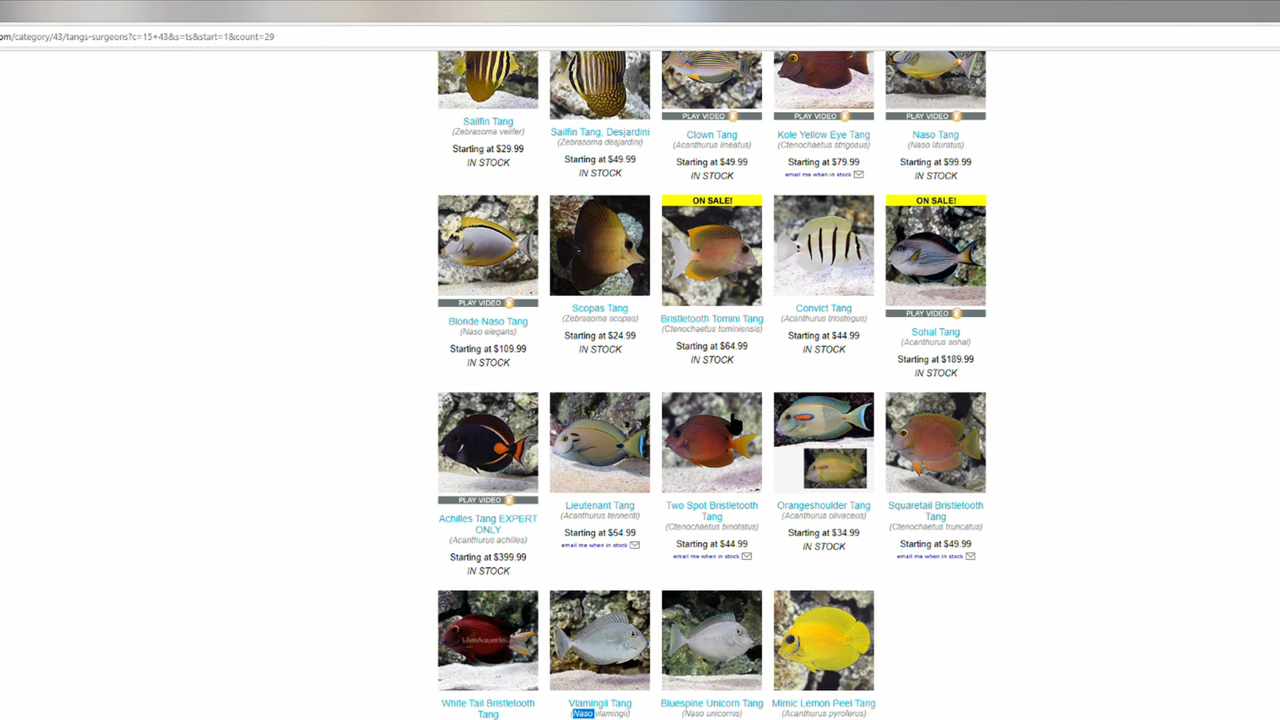 om/category/43/tangs-surgeons?c=15+43&s=ts&start=1&count=29
PLAY VIDEO
PLAY VIDEO
PLAY VIDEO
Sailfin Tang
(Zebrasoma velifer)
Starting at $29.99
IN STOCK
Sailfin Tang, Desjardini
(Zebrasoma desjardini)
Starting at $49.99
IN STOCK
Clown Tang
(Acanthurus lineatus)
Starting at $49.99
IN STOCK
Kole Yellow Eye Tang
(Ctenochaetus strigosus)
Starting at $79.99
email me when in stock
Naso Tang
(Naso lituratus)
Starting at $99.99
IN STOCK
PLAY VIDEO
Blonde Naso Tang
(Naso elegans)
Starting at $109.99
IN STOCK
Scopas Tang
(Zebrasoma scopas)
Starting at $24.99
IN STOCK
ON SALE!
Bristletooth Tomini Tang
(Ctenochaetus tominiensis)
Starting at $64.99
IN STOCK
Convict Tang
(Acanthurus triostegus)
Starting at $44.99
IN STOCK
ON SALE!
PLAY VIDEO
Sohal Tang
(Acanthurus sohal)
Starting at $189.99
IN STOCK
PLAY VIDEO
Achilles Tang EXPERT
ONLY
(Acanthurus achilles)
Starting at $399.99
IN STOCK
Lieutenant Tang
(Acanthurus tennenti)
Starting at $54.99
email me when in stock
Two Spot Bristletooth
Tang
(Ctenochaetus binotatus)
Starting at $44.99
email me when in stock
Orangeshoulder Tang
(Acanthurus olivaceus)
Starting at $34.99
IN STOCK
Squaretail Bristletooth
Tang
(Ctenochaetus truncatus)
Starting at $49.99
email me when in stock
LiveAquaria
White Tail Bristletooth
Tang
Vlamingii Tang
(Naso vlamingii)
Bluespine Unicorn Tang
(Naso unicornis)
Mimic Lemon Peel Tang
(Acanthurus pyroferus)